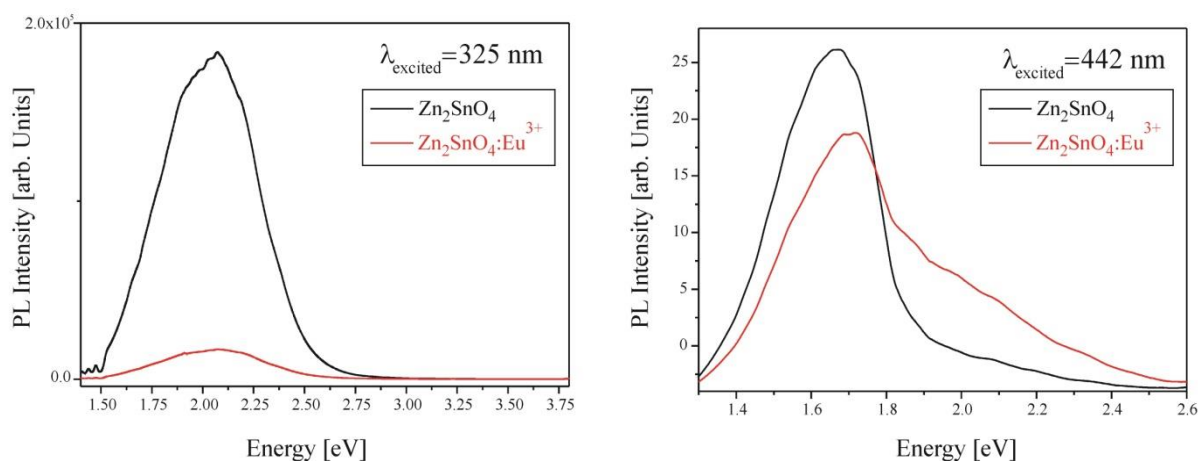 2.0x10⁵
λexcited=325 nm
Zn₂SnO₄
Zn₂SnO₄:Eu³⁺
PL Intensity [arb. Units]
0.0
1.50 1.75 2.00 2.25 2.50 2.75 3.00 3.25 3.50 3.75
Energy [eV]
λexcited=442 nm
Zn₂SnO₄
Zn₂SnO₄:Eu³⁺
PL Intensity [arb. Units]
25
20
15
10
5
0
1.4 1.6 1.8 2.0 2.2 2.4 2.6
Energy [eV]